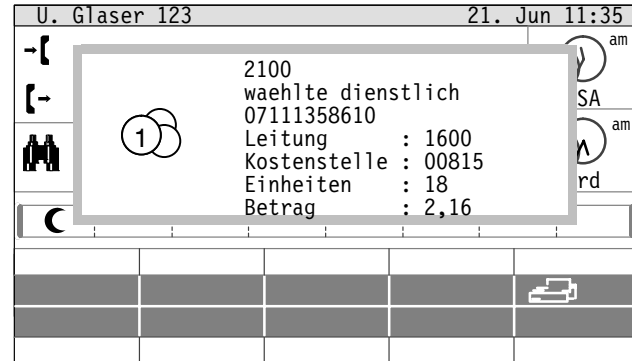 U. Glaser 123 21. Jun 11:35
am
2100
waehlte dienstlich
SA
07111358610
1
Leitung : 1600
am
Kostenstelle : 00815
Einheiten : 18
rd
Betrag : 2,16